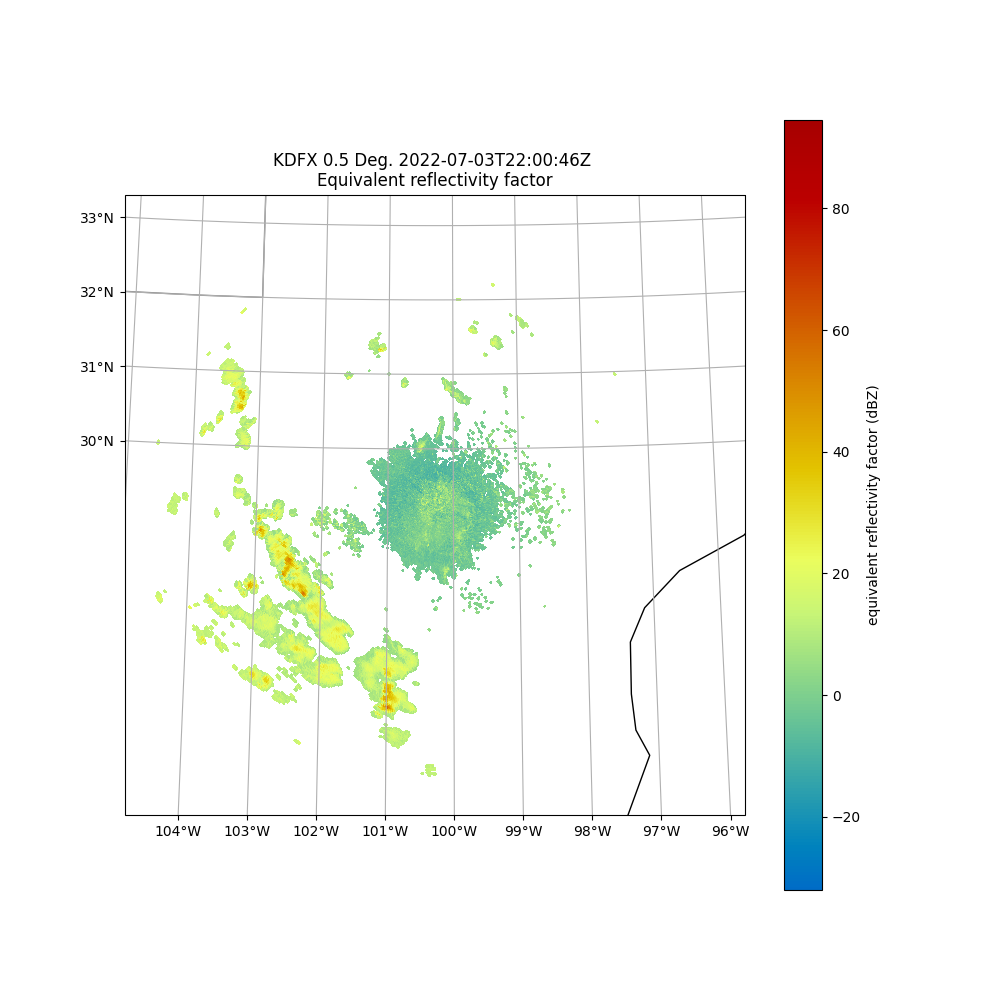 KDFX 0.5 Deg. 2022-07-03T22:00:46Z
Equivalent reflectivity factor
33°N
32°N
31°N
30°N
104°W 103°W 102°W 101°W 100°W 99°W 98°W 97°W 96°W
80
60
40
20
0
−20
equivalent reflectivity factor (dBZ)